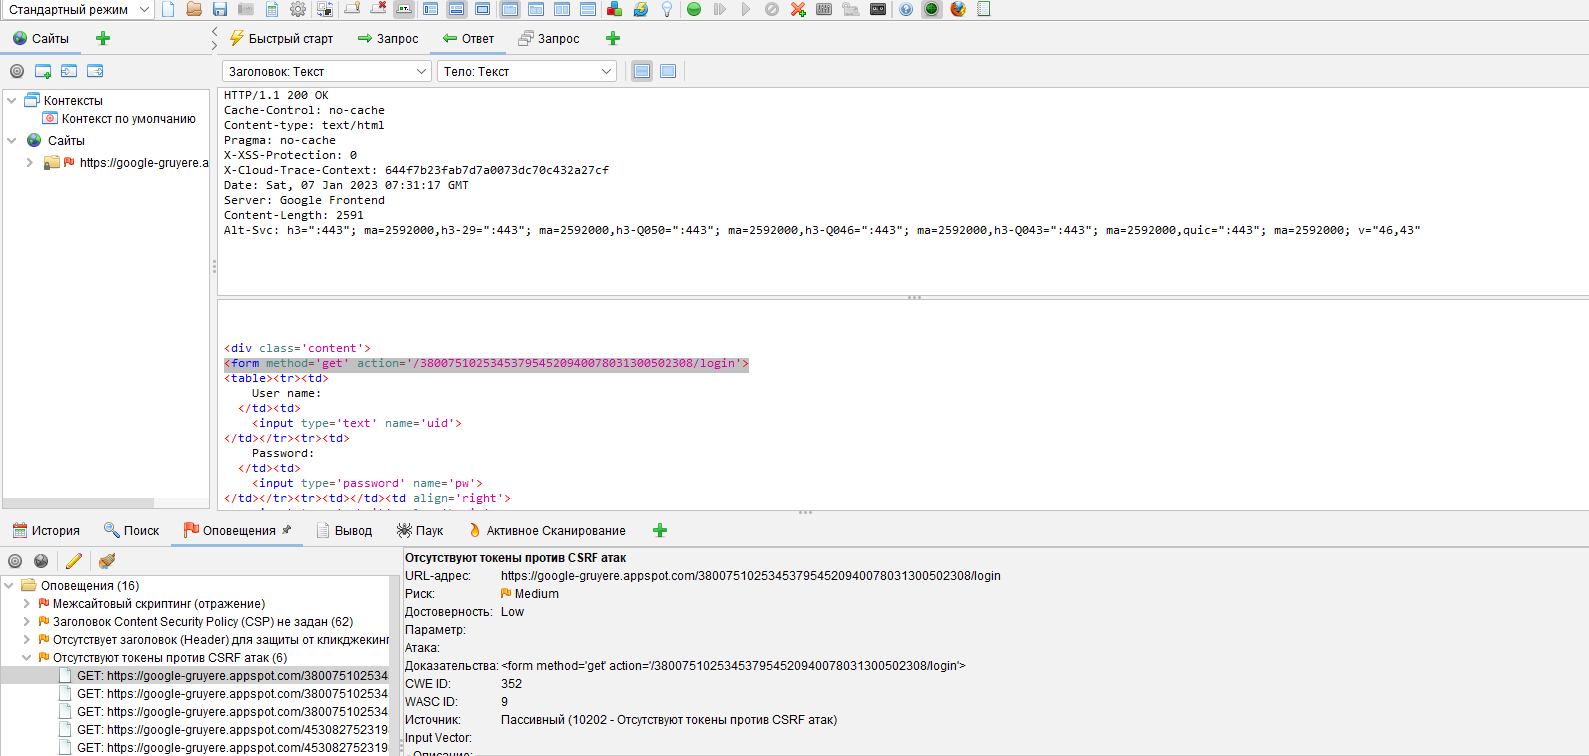 Стандартный режим
Сайты
Быстрый старт
Запрос
Ответ
Запрос
Заголовок: Текст
Тело: Текст
Контексты
Контекст по умолчанию
Сайты
https://google-gruyere.a
HTTP/1.1 200 OK
Cache-Control: no-cache
Content-type: text/html
Pragma: no-cache
X-XSS-Protection: 0
X-Cloud-Trace-Context: 644f7b23fab7d7a0073dc70c432a27cf
Date: Sat, 07 Jan 2023 07:31:17 GMT
Server: Google Frontend
Content-Length: 2591
Alt-Svc: h3=":443"; ma=2592000,h3-29=":443"; ma=2592000,h3-Q050=":443"; ma=2592000,h3-Q046=":443"; ma=2592000,h3-Q043=":443"; ma=2592000,quic=":443"; ma=2592000; v="46,43"
<div class='content'>
<form method='get' action='/380075102534537954520940078031300502308/login'>
<table><tr><td>
User name:
</td><td>
<input type='text' name='uid'>
</td></tr><tr><td>
Password:
</td><td>
<input type='password' name='pw'>
</td></tr><tr><td></td><td align='right'>
История
Поиск
Оповещения
Вывод
Паук
Активное Сканирование
Оповещения (16)
Межсайтовый скриптинг (отражение)
Заголовок Content Security Policy (CSP) не задан (62)
Отсутствует заголовок (Header) для защиты от кликджекинг
Отсутствуют токены против CSRF атак (6)
GET: https://google-gruyere.appspot.com/380075102534
GET: https://google-gruyere.appspot.com/380075102534
GET: https://google-gruyere.appspot.com/380075102534
GET: https://google-gruyere.appspot.com/453082752319
GET: https://google-gruyere.appspot.com/453082752319
Отсутствуют токены против CSRF атак
URL-адрес: https://google-gruyere.appspot.com/380075102534537954520940078031300502308/login
Риск: Medium
Достоверность: Low
Параметр:
Атака:
Доказательства: <form method='get' action='/380075102534537954520940078031300502308/login'>
CWE ID: 352
WASC ID: 9
Источник: Пассивный (10202 - Отсутствуют токены против CSRF атак)
Input Vector:
Описание: